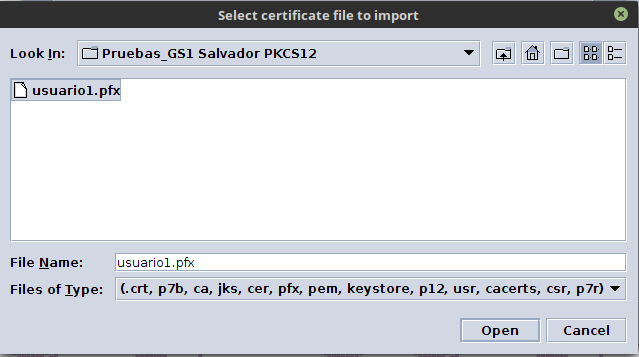 Select certificate file to import
Look In: Pruebas_GS1 Salvador PKCS12
usuario1.pfx
File Name: usuario1.pfx
Files of Type: (.crt, p7b, ca, jks, cer, pfx, pem, keystore, p12, usr, cacerts, csr, p7r)
Open Cancel